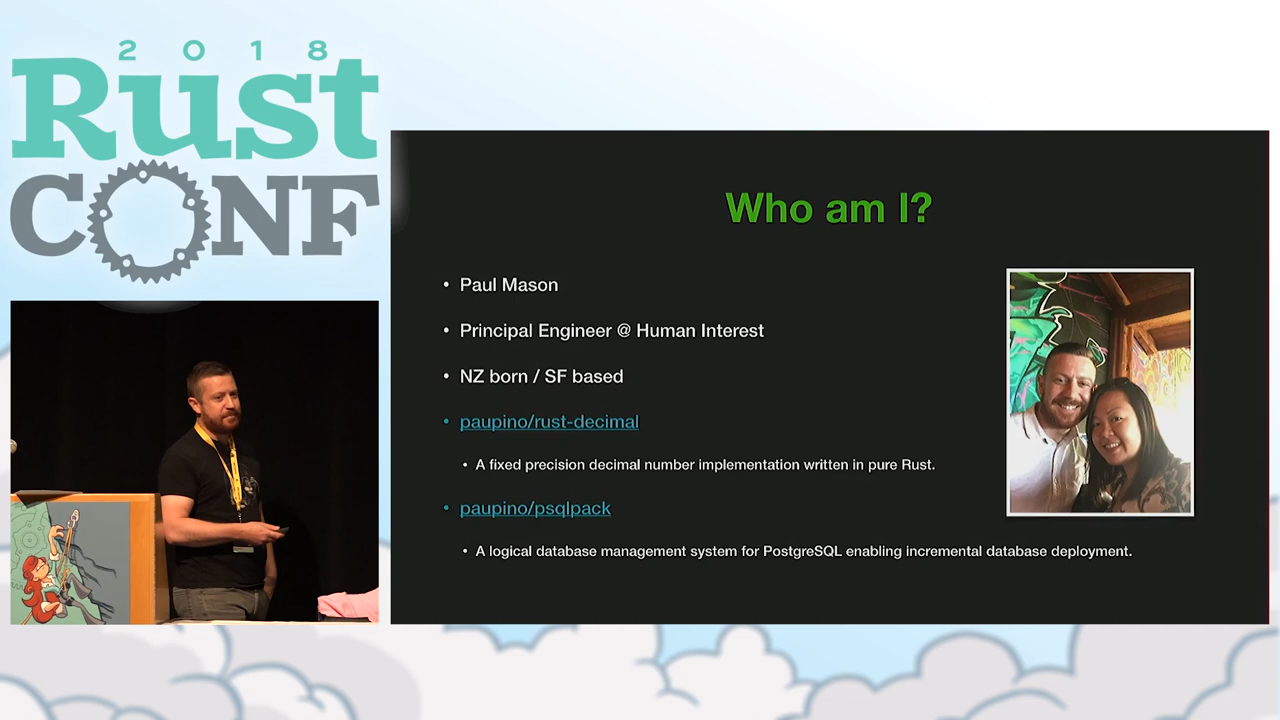 2018
Rust
CONF
Who am I?
• Paul Mason
• Principal Engineer @ Human Interest
• NZ born / SF based
• paupino/rust-decimal
• A fixed precision decimal number implementation written in pure Rust.
• paupino/psqlpack
• A logical database management system for PostgreSQL enabling incremental database deployment.